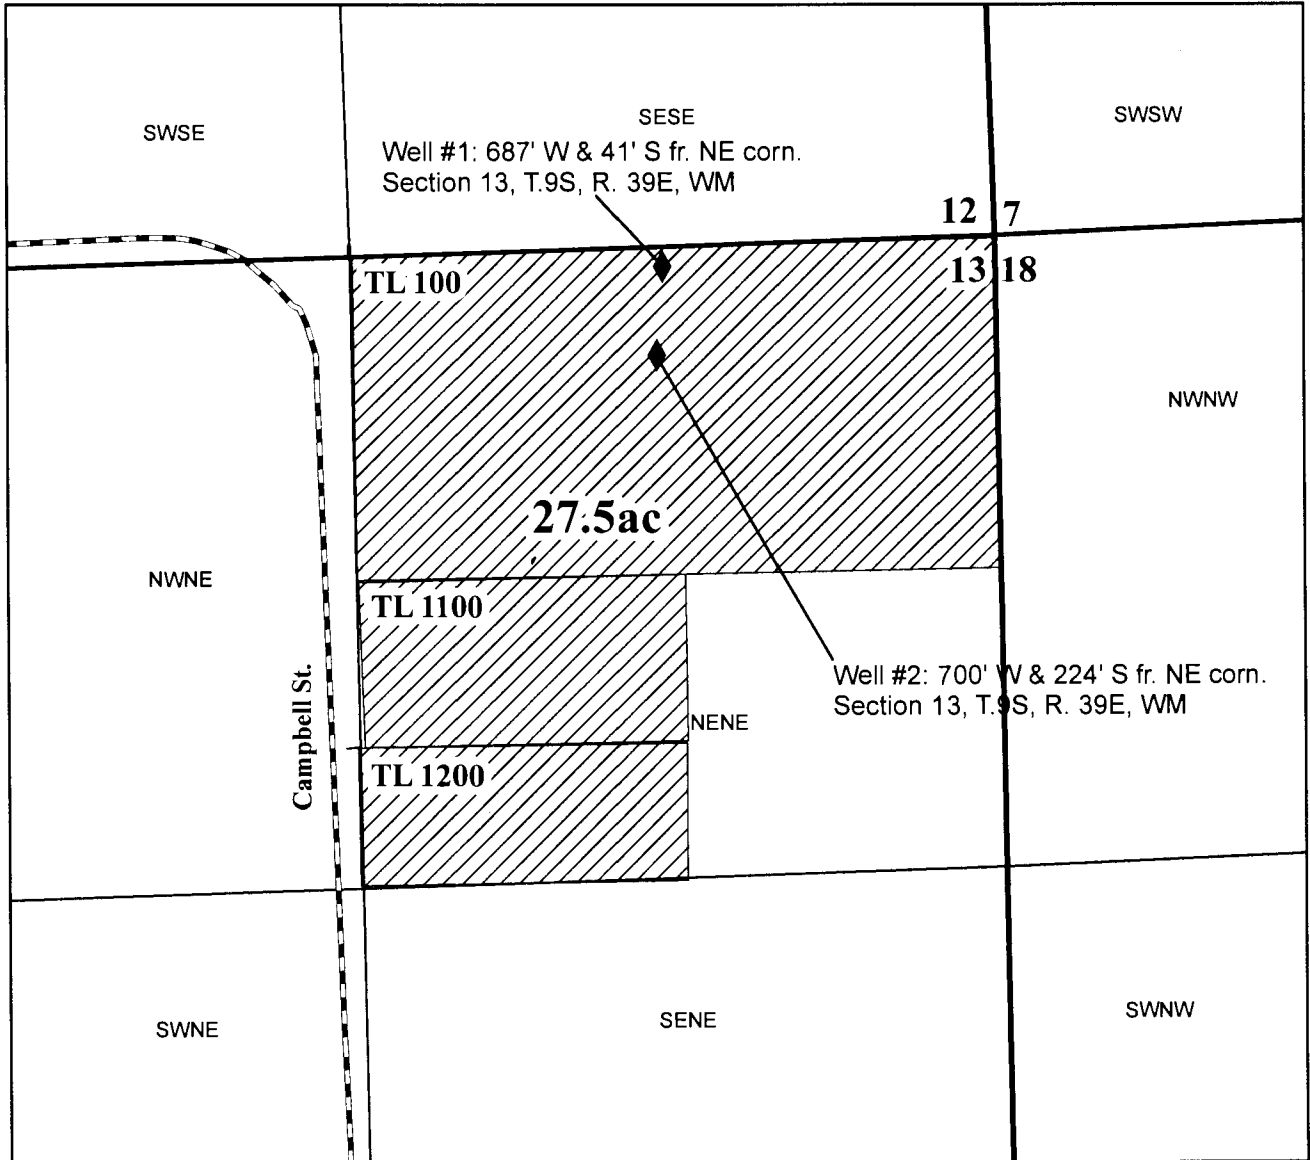 SWSE
SESE
SWSW
Well #1: 687' W & 41' S fr. NE corn.
Section 13, T.9S, R. 39E, WM
12 7
13 18
TL 100
NWNW
27.5ac
NWNE
TL 1100
Well #2: 700' W & 224' S fr. NE corn.
Section 13, T.9S, R. 39E, WM
NENE
Campbell St.
TL 1200
SWNE
SENE
SWNW